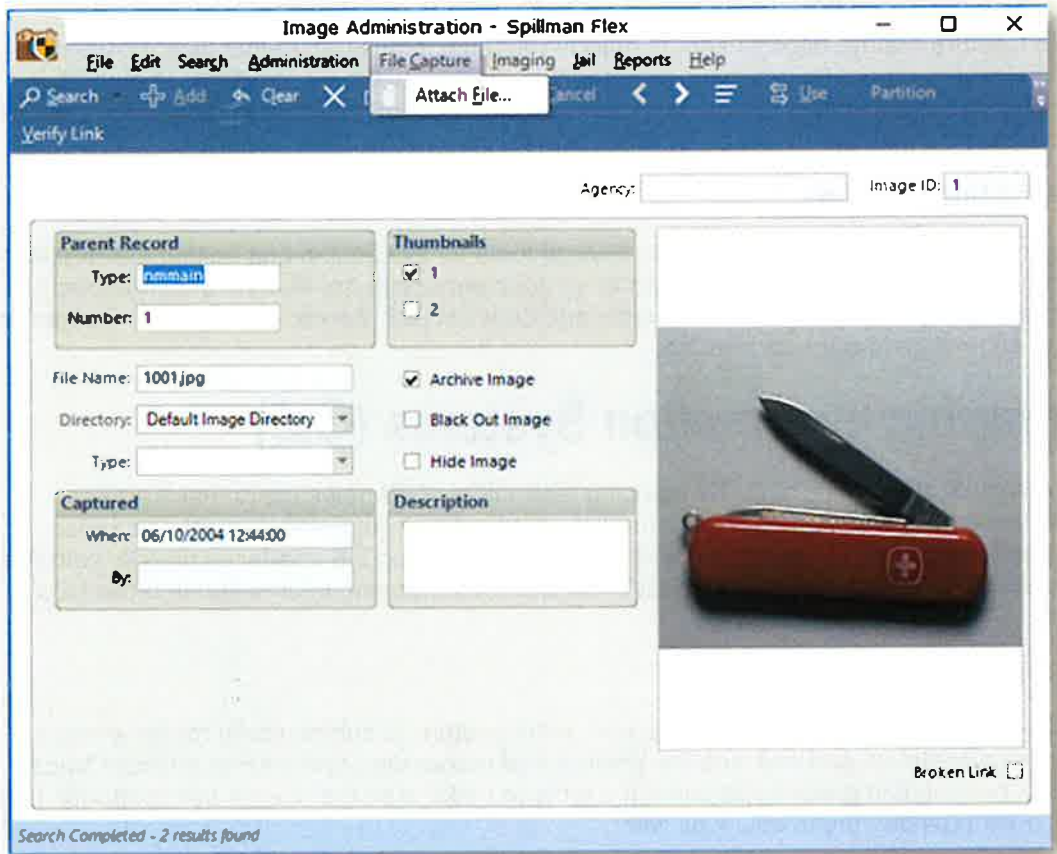 Image Administration - Spillman Flex
File Edit Search Administration File Capture Imaging Jail Reports Help
Search Add Clear Attach File... Cancel Use Partition
Verify Link
Agency: Image ID: 1
Parent Record
Type: nmmain
Number: 1
Thumbnails
1
2
File Name: 1001.jpg
Directory: Default Image Directory
Type:
Archive Image
Black Out Image
Hide Image
Captured
When: 06/10/2004 12:44:00
By:
Description
Broken Link
Search Completed - 2 results found